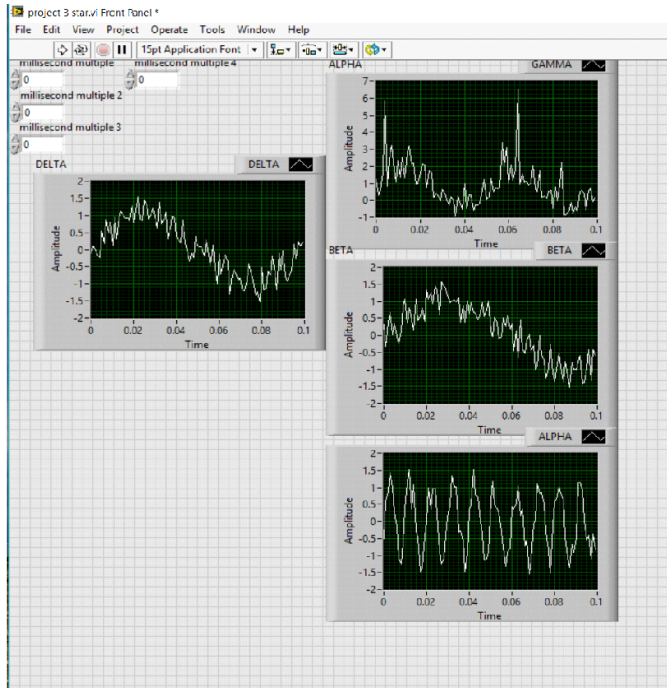 project 3 star.vi Front Panel *
File Edit View Project Operate Tools Window Help
15pt Application Font
millisecond multiple
millisecond multiple 4
0
0
millisecond multiple 2
0
millisecond multiple 3
0
DELTA
DELTA
2
1.5
1
0.5
0
-0.5
-1
-1.5
-2
Amplitude
0 0.02 0.04 0.06 0.08 0.1
Time
ALPHA
GAMMA
7
6
5
4
3
2
1
0
-1
Amplitude
0 0.02 0.04 0.06 0.08 0.1
Time
BETA
BETA
2
1.5
1
0.5
0
-0.5
-1
-1.5
-2
Amplitude
0 0.02 0.04 0.06 0.08 0.1
Time
ALPHA
2
1.5
1
0.5
0
-0.5
-1
-1.5
-2
Amplitude
0 0.02 0.04 0.06 0.08 0.1
Time